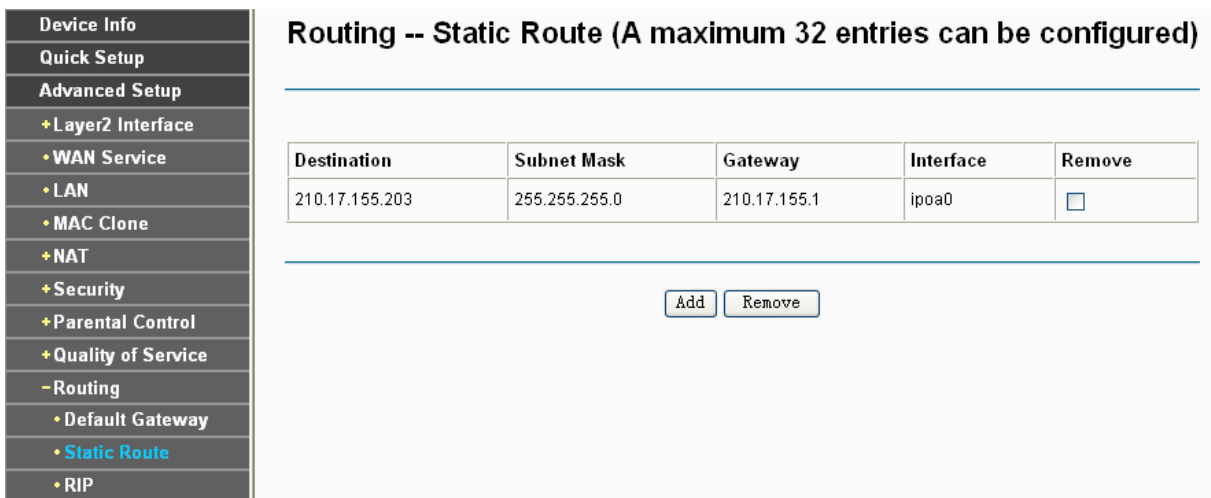 Device Info
Quick Setup
Advanced Setup
+Layer2 Interface
•WAN Service
•LAN
•MAC Clone
+NAT
+Security
+Parental Control
+Quality of Service
−Routing
•Default Gateway
•Static Route
•RIP
Routing -- Static Route (A maximum 32 entries can be configured)
Destination Subnet Mask Gateway Interface Remove
210.17.155.203 255.255.255.0 210.17.155.1 ipoa0
Add Remove